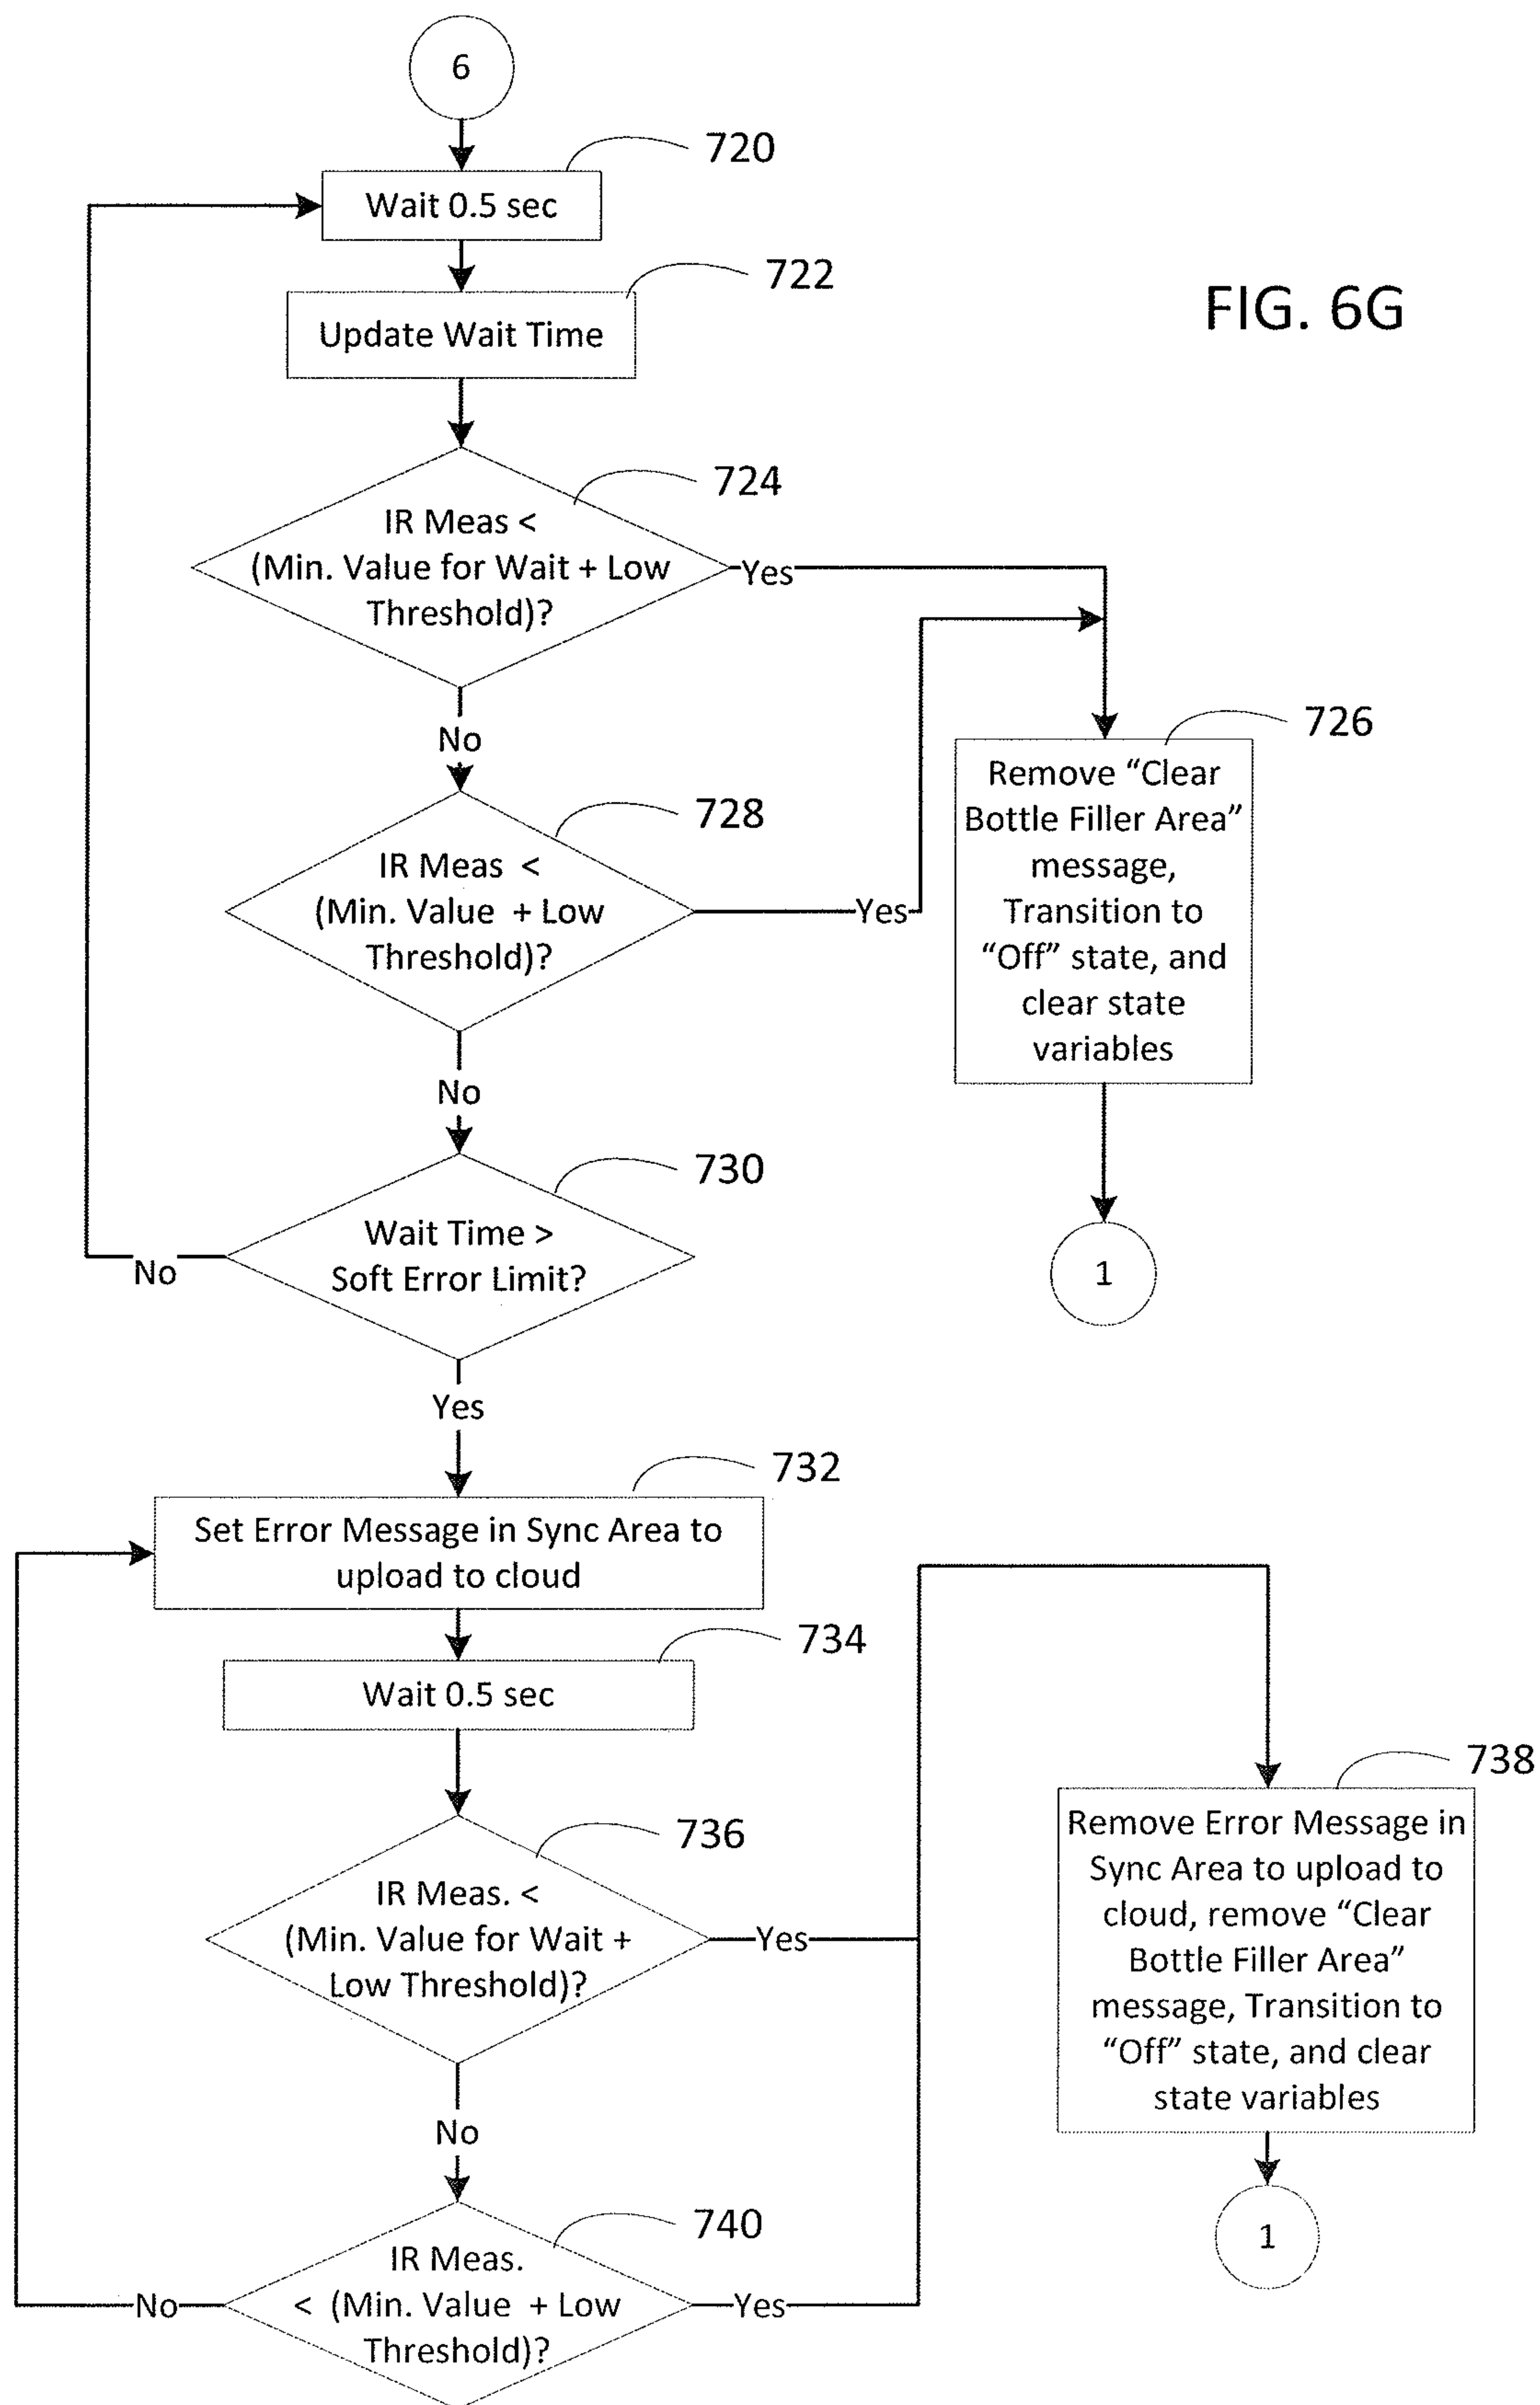 6
720
Wait 0.5 sec
722
Update Wait Time
FIG. 6G
724
IR Meas <
(Min. Value for Wait + Low
Threshold)?
Yes
No
726
Remove “Clear
Bottle Filler Area”
message,
Transition to
“Off” state, and
clear state
variables
728
IR Meas <
(Min. Value + Low
Threshold)?
Yes
No
730
Wait Time >
Soft Error Limit?
No
1
Yes
732
Set Error Message in Sync Area to
upload to cloud
734
Wait 0.5 sec
736
IR Meas. <
(Min. Value for Wait +
Low Threshold)?
Yes
738
Remove Error Message in
Sync Area to upload to
cloud, remove “Clear
Bottle Filler Area”
message, Transition to
“Off” state, and clear
state variables
No
740
IR Meas.
< (Min. Value + Low
Threshold)?
No
Yes
1